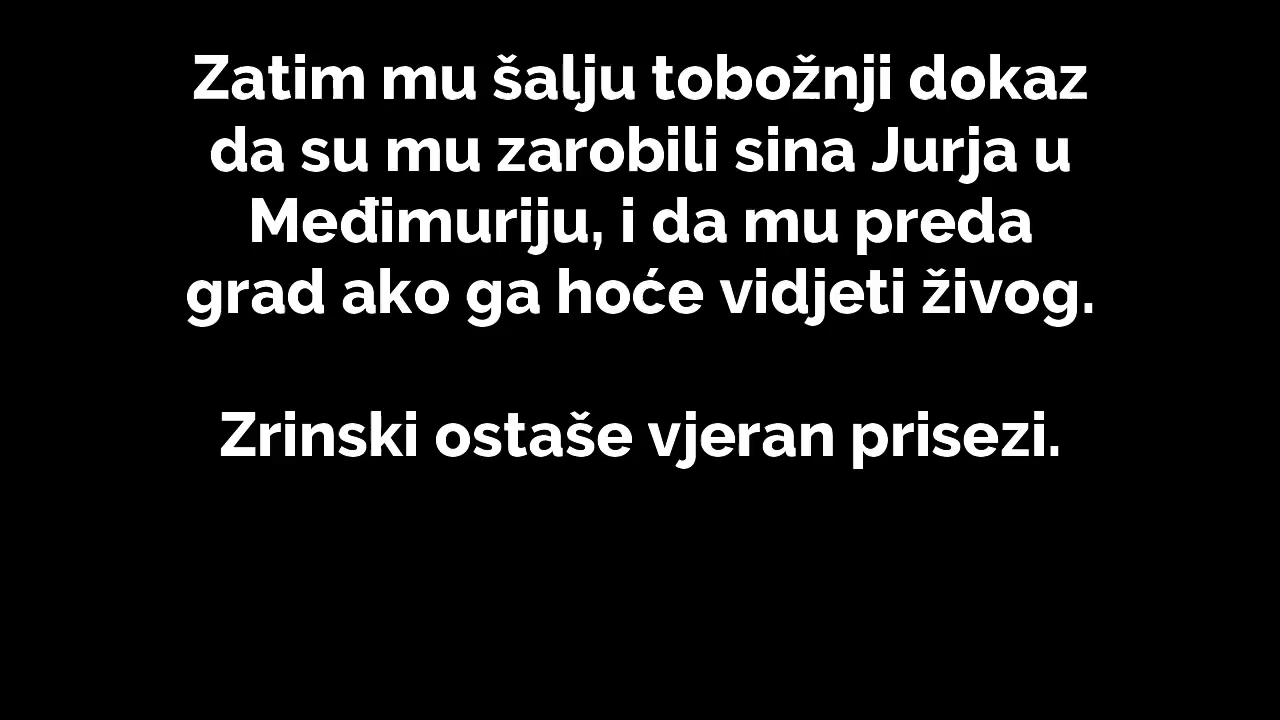 Zatim mu šalju tobožnji dokaz
da su mu zarobili sina Jurja u
Međimuriju, i da mu preda
grad ako ga hoće vidjeti živog.
Zrinski ostaše vjeran prisezi.